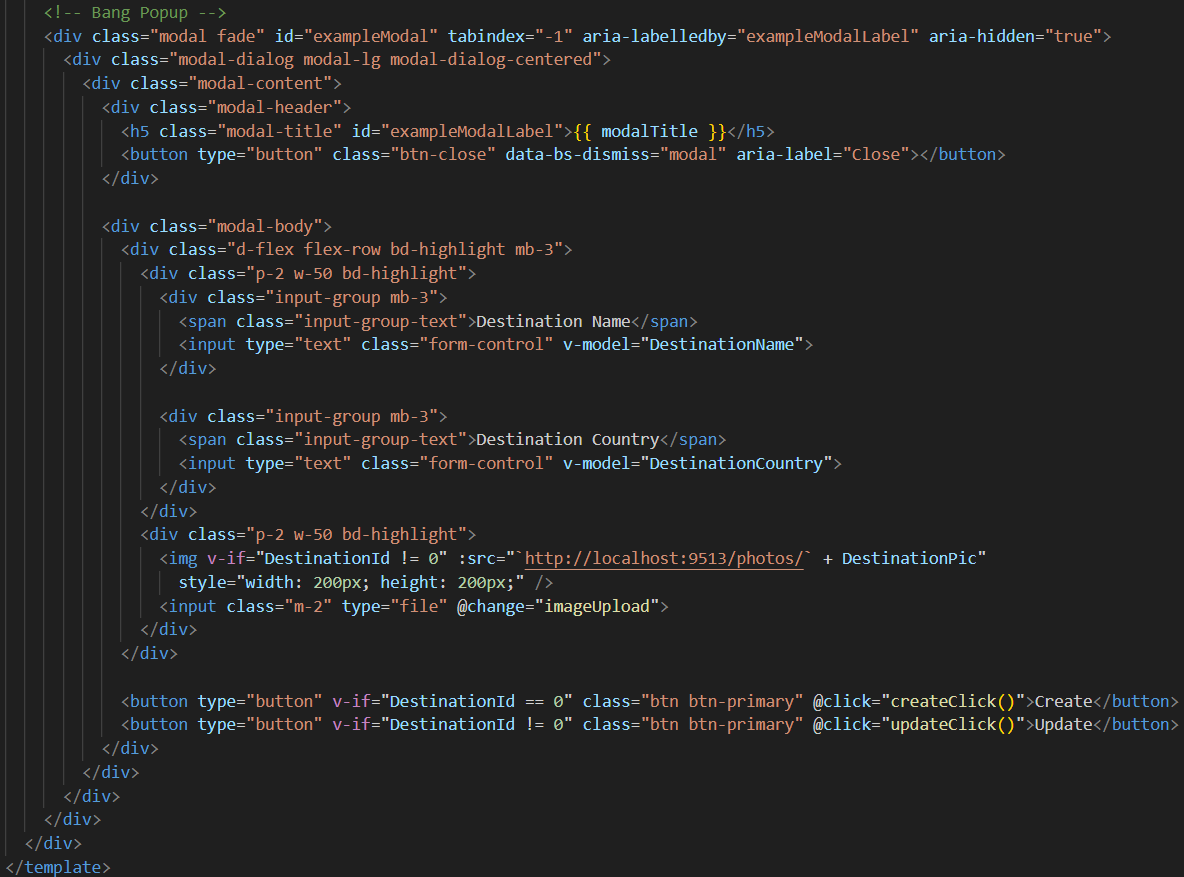 <!-- Bang Popup -->
<div class="modal fade" id="exampleModal" tabindex="-1" aria-labelledby="exampleModalLabel" aria-hidden="true">
<div class="modal-dialog modal-lg modal-dialog-centered">
<div class="modal-content">
<div class="modal-header">
<h5 class="modal-title" id="exampleModalLabel">{{ modalTitle }}</h5>
<button type="button" class="btn-close" data-bs-dismiss="modal" aria-label="Close"></button>
</div>
<div class="modal-body">
<div class="d-flex flex-row bd-highlight mb-3">
<div class="p-2 w-50 bd-highlight">
<div class="input-group mb-3">
<span class="input-group-text">Destination Name</span>
<input type="text" class="form-control" v-model="DestinationName">
</div>
<div class="input-group mb-3">
<span class="input-group-text">Destination Country</span>
<input type="text" class="form-control" v-model="DestinationCountry">
</div>
</div>
<div class="p-2 w-50 bd-highlight">
<img v-if="DestinationId != 0" :src="`http://localhost:9513/photos/` + DestinationPic"
style="width: 200px; height: 200px;" />
<input class="m-2" type="file" @change="imageUpload">
</div>
</div>
<button type="button" v-if="DestinationId == 0" class="btn btn-primary" @click="createClick()">Create</button>
<button type="button" v-if="DestinationId != 0" class="btn btn-primary" @click="updateClick()">Update</button>
</div>
</div>
</div>
</div>
</div>
</template>